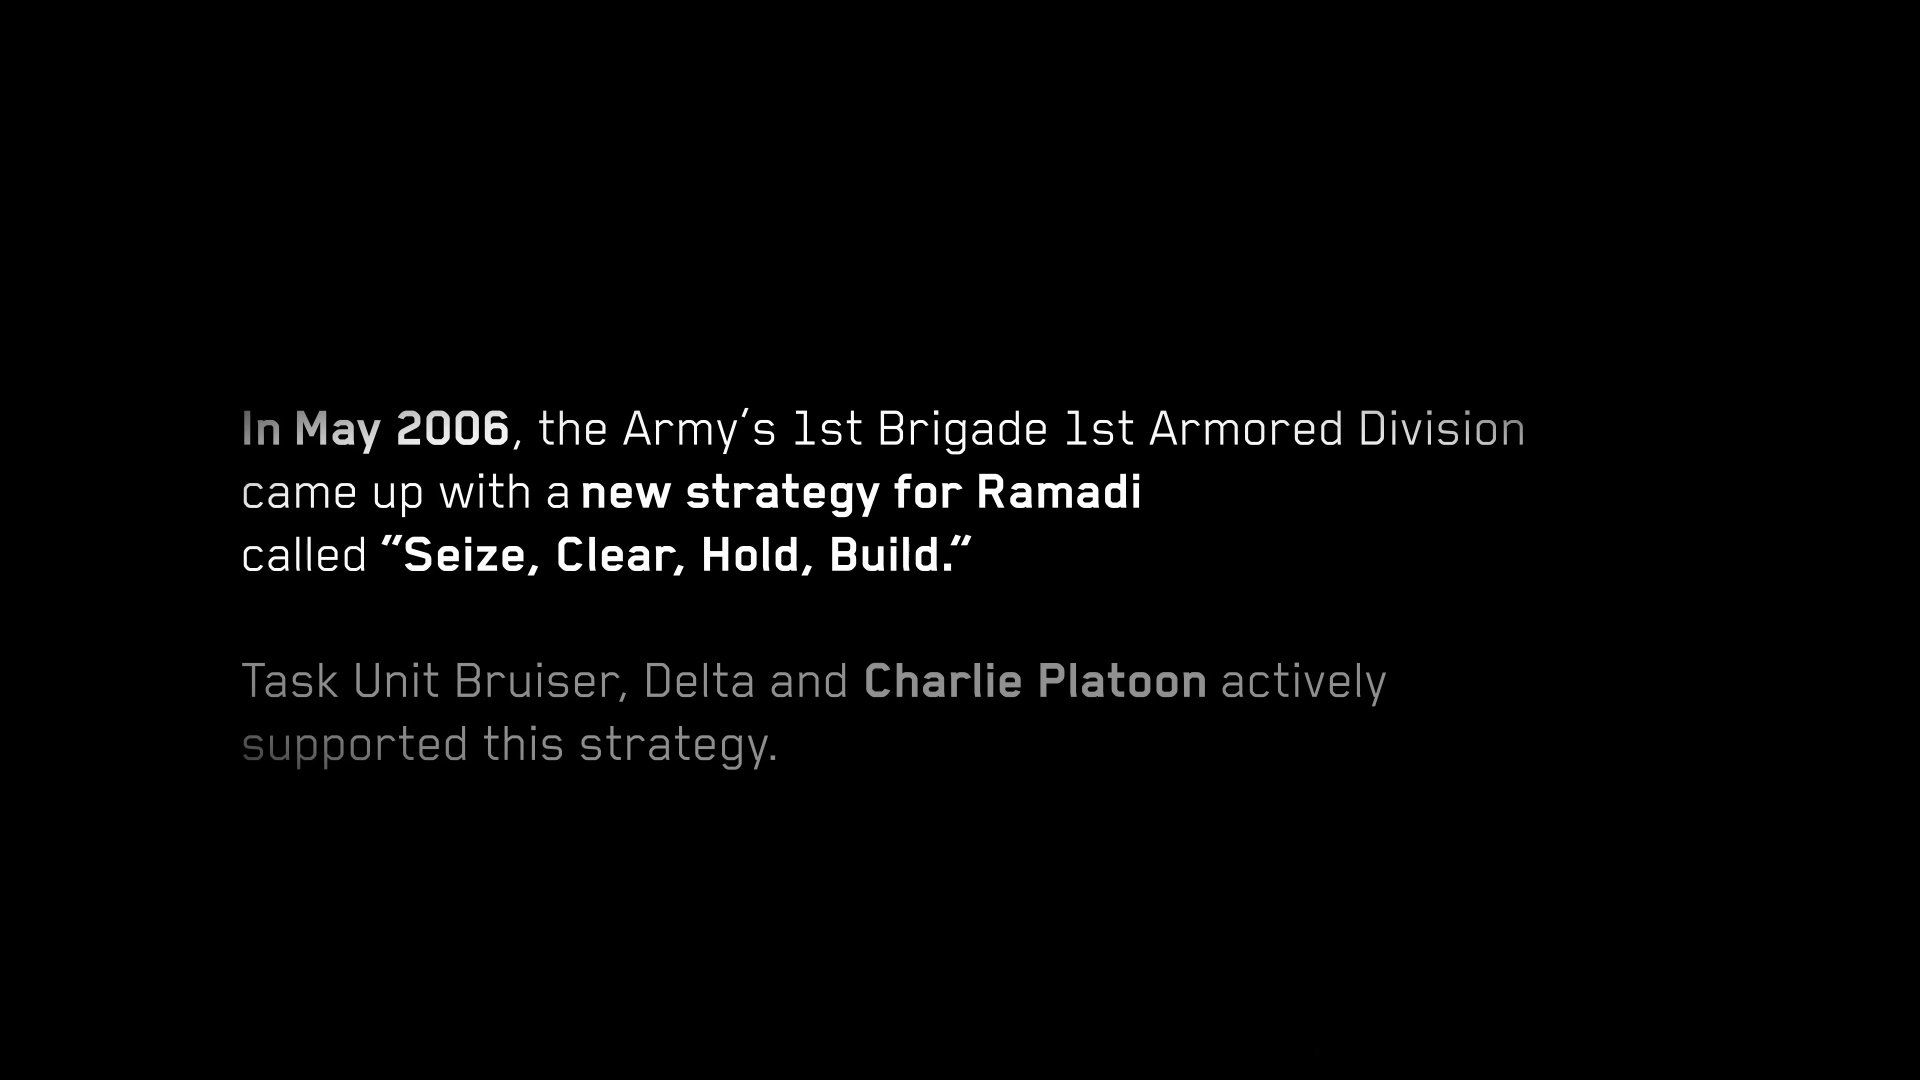 In May 2006, the Army's 1st Brigade 1st Armored Division
came up with a new strategy for Ramadi
called "Seize, Clear, Hold, Build."
Task Unit Bruiser, Delta and Charlie Platoon actively
supported this strategy.